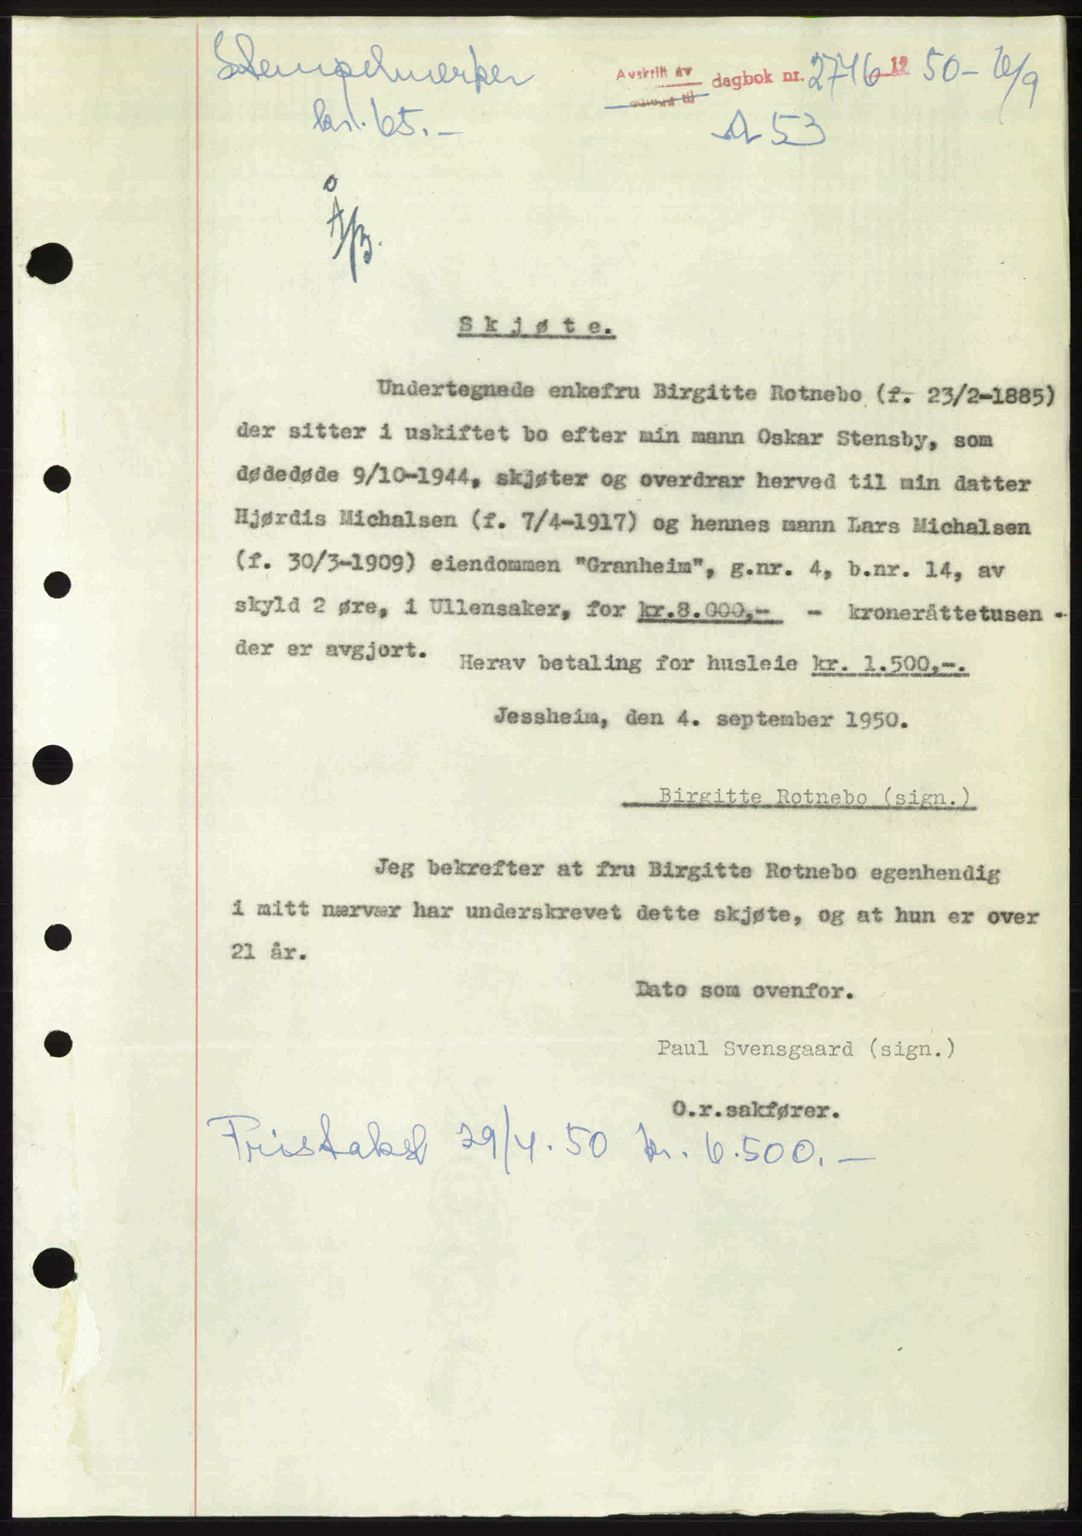 Stempelmerker
kr. 65.-
Avskrift av dagbok nr. 2746 19 50 - 6/9
A 53
Å/B.
Skjøte.
Undertegnede enkefru Birgitte Rotnebo (f. 23/2-1885)
der sitter i uskiftet bo efter min mann Oskar Stensby, som
dødedøde 9/10-1944, skjøter og overdrar herved til min datter
Hjørdis Michalsen (f. 7/4-1917) og hennes mann Lars Michalsen
(f. 30/3-1909) eiendommen "Granheim", g.nr. 4, b.nr. 14, av
skyld 2 øre, i Ullensaker, for kr.8.000,- - kroneråttetusen -
der er avgjort. Herav betaling for husleie kr. 1.500,-.
Jessheim, den 4. september 1950.
Birgitte Rotnebo (sign.)
Jeg bekrefter at fru Birgitte Rotnebo egenhendig
i mitt nærvær har underskrevet dette skjøte, og at hun er over
21 år.
Dato som ovenfor.
Paul Svensgaard (sign.)
O.r.sakfører.
Pristakst 29/4.50 kr. 6.500.-